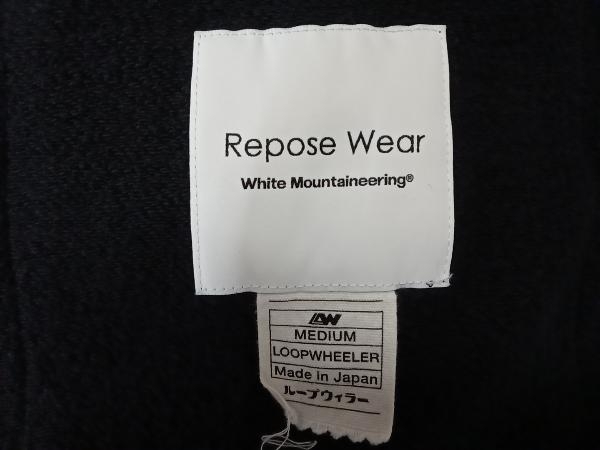 Repose Wear
White Mountaineering®
LW
MEDIUM
LOOPWHEELER
Made in Japan
ループウィラー